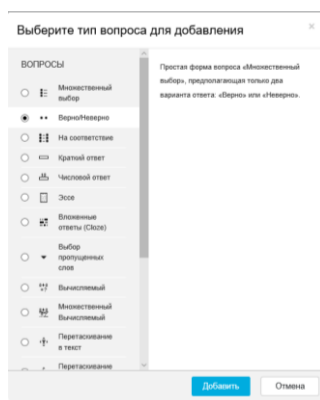 Выберите тип вопроса для добавления
×
ВОПРОСЫ
Множественный
выбор
Верно/Неверно
На соответствие
Краткий ответ
Числовой ответ
Эссе
Вложенные
ответы (Cloze)
Выбор
пропущенных
слов
Вычисляемый
Множественный
Вычисляемый
Перетаскивание
в текст
Перетаскивание
Простая форма вопроса «Множественный
выбор», предполагающая только два
варианта ответа: «Верно» или «Неверно».
Добавить
Отмена